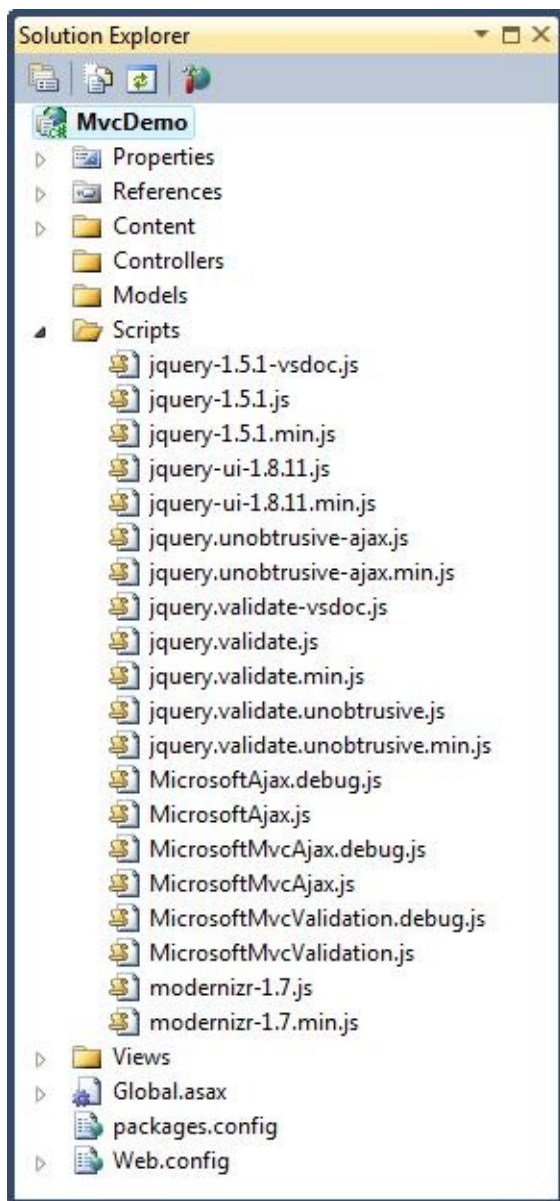 Solution Explorer
MvcDemo
Properties
References
Content
Controllers
Models
Scripts
jquery-1.5.1-vsdoc.js
jquery-1.5.1.js
jquery-1.5.1.min.js
jquery-ui-1.8.11.js
jquery-ui-1.8.11.min.js
jquery.unobtrusive-ajax.js
jquery.unobtrusive-ajax.min.js
jquery.validate-vsdoc.js
jquery.validate.js
jquery.validate.min.js
jquery.validate.unobtrusive.js
jquery.validate.unobtrusive.min.js
MicrosoftAjax.debug.js
MicrosoftAjax.js
MicrosoftMvcAjax.debug.js
MicrosoftMvcAjax.js
MicrosoftMvcValidation.debug.js
MicrosoftMvcValidation.js
modernizr-1.7.js
modernizr-1.7.min.js
Views
Global.asax
packages.config
Web.config